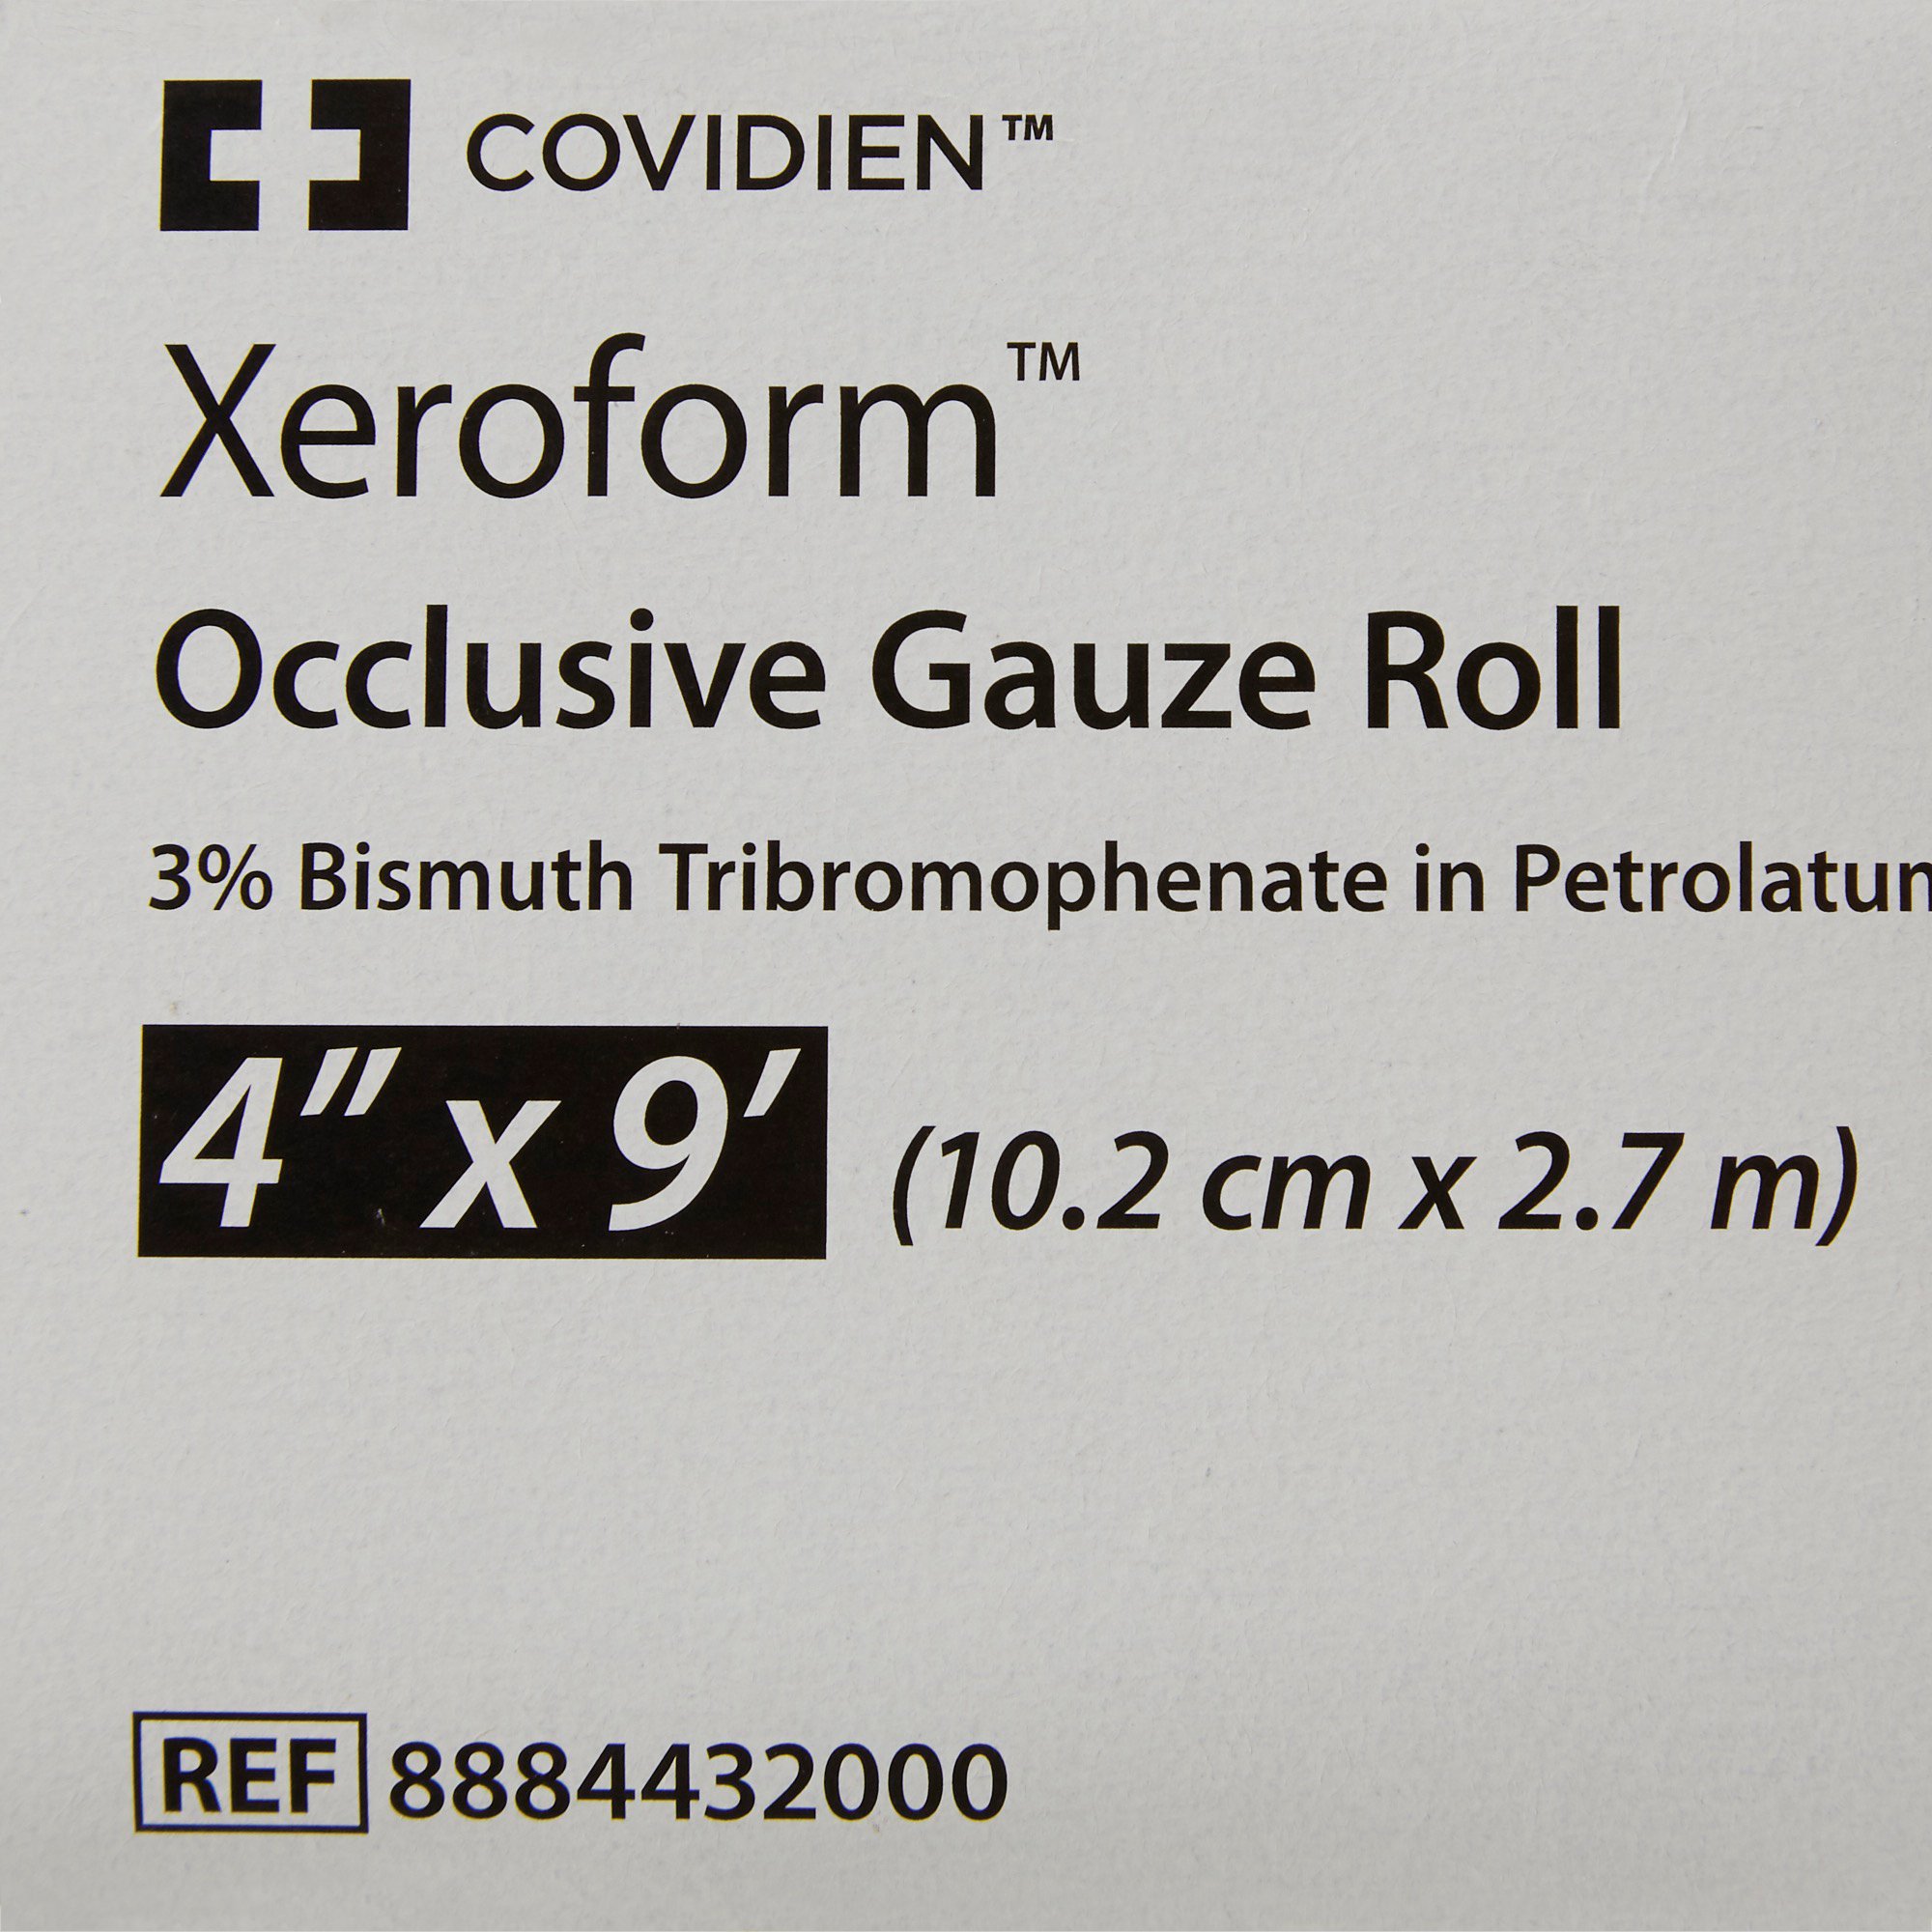 COVIDIEN™
Xeroform™
Occlusive Gauze Roll
3% Bismuth Tribromophenate in Petrolatum
4" x 9' (10.2 cm x 2.7 m)
REF 8884432000